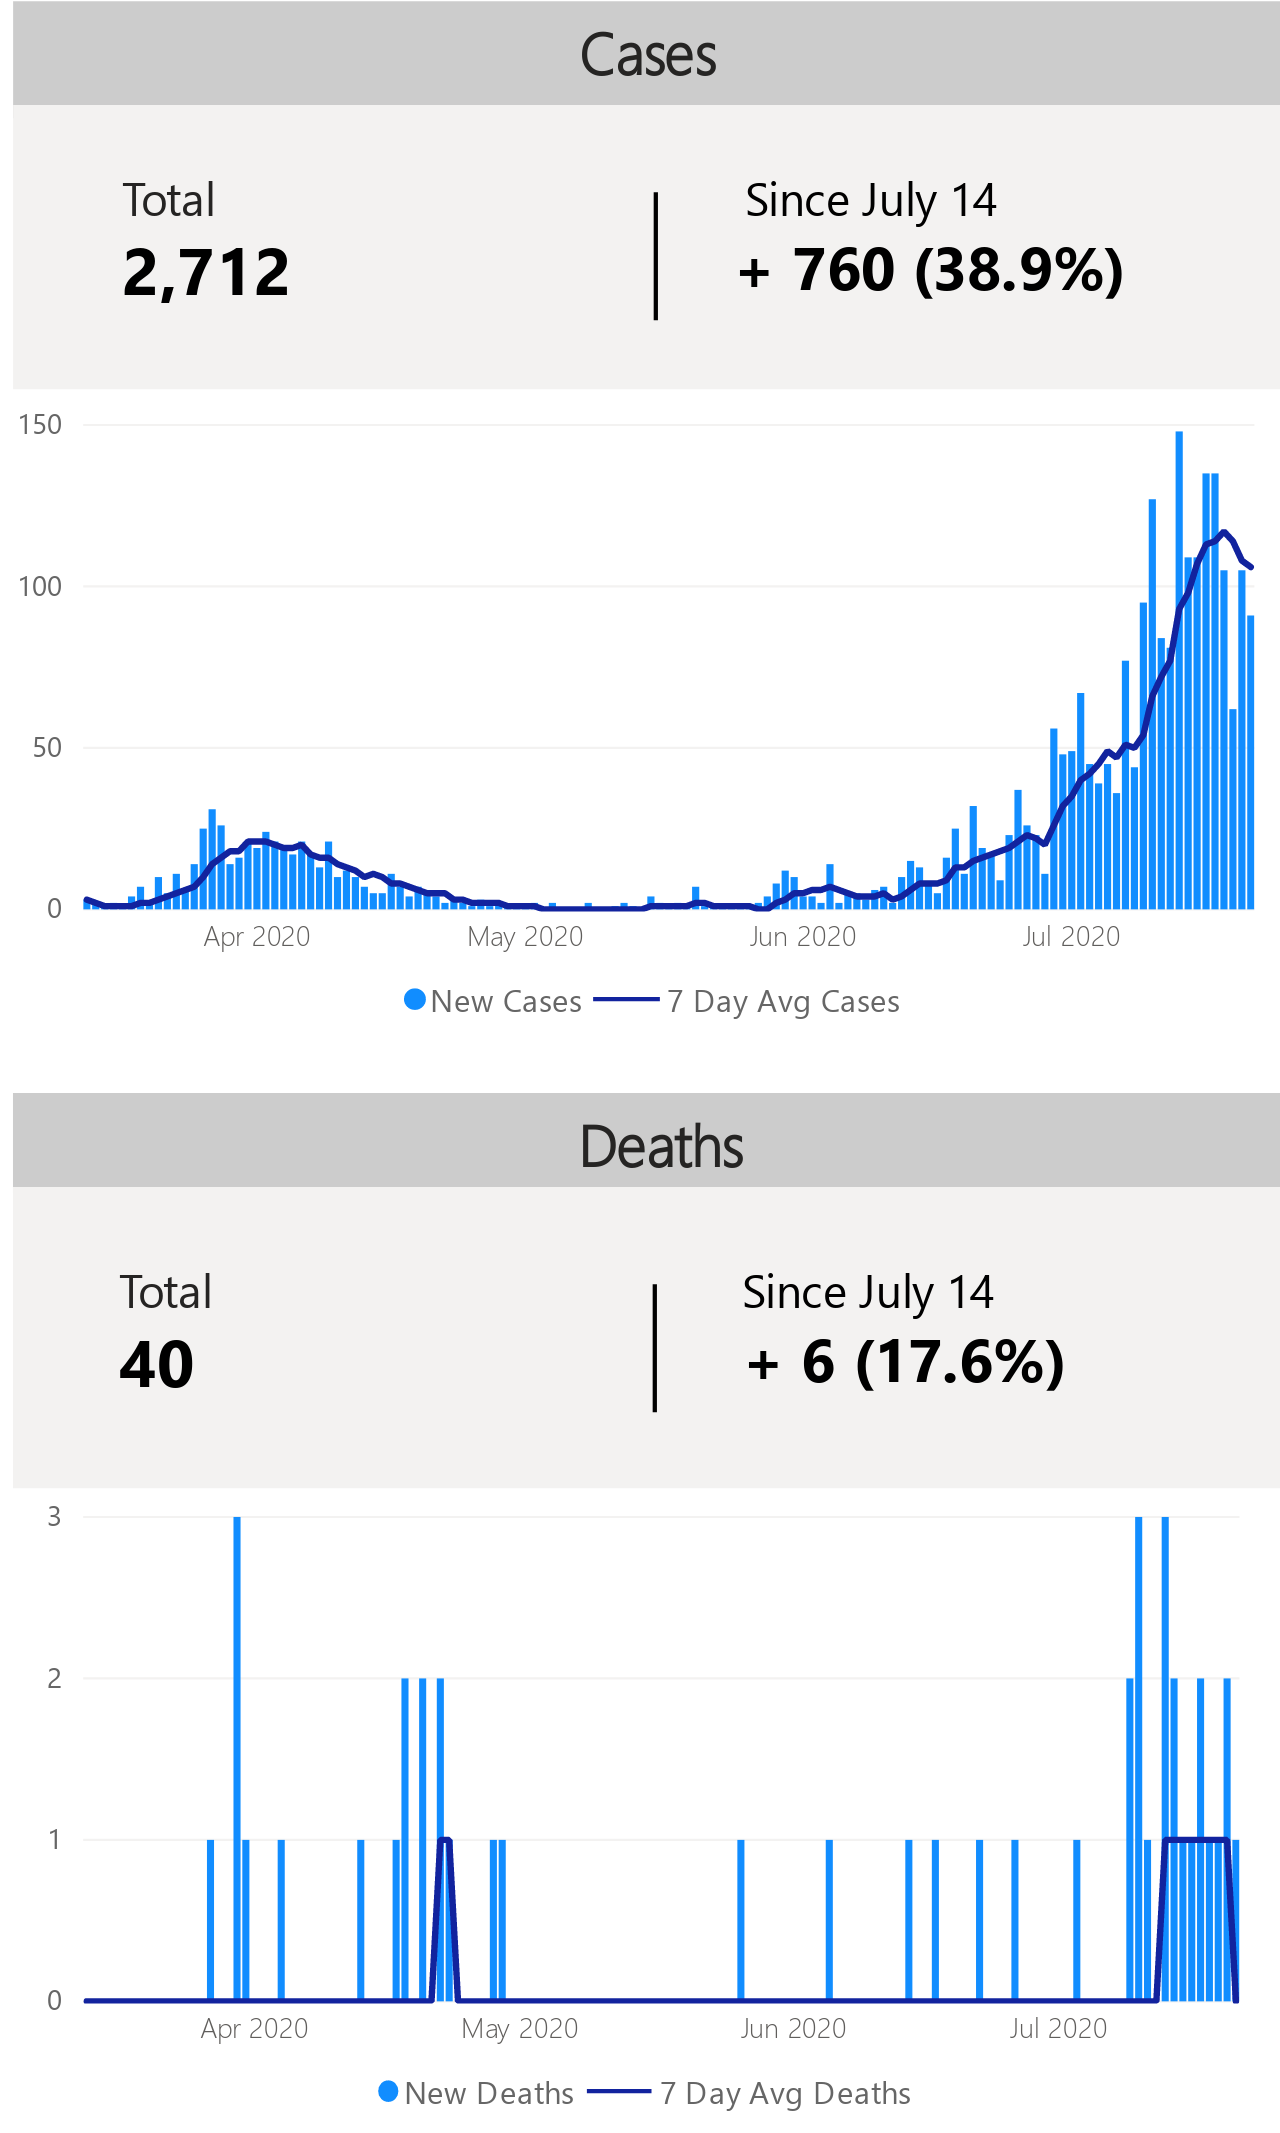 Cases
Total
Since July 14
2,712
+ 760 (38.9%)
150
100
50
0
Apr 2020
May 2020
Jun 2020
Jul 2020
New Cases
7 Day Avg Cases
Deaths
Total
Since July 14
40
+ 6 (17.6%)
3
2
1
0
Apr 2020
May 2020
Jun 2020
Jul 2020
New Deaths
7 Day Avg Deaths